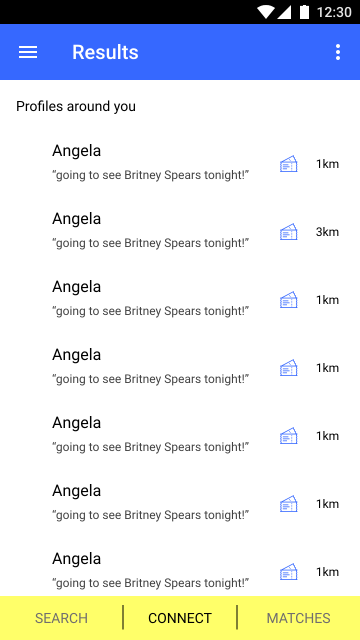 12:30
Results
Profiles around you
Angela
“going to see Britney Spears tonight!”
1km
Angela
“going to see Britney Spears tonight!”
3km
Angela
“going to see Britney Spears tonight!”
1km
Angela
“going to see Britney Spears tonight!”
1km
Angela
“going to see Britney Spears tonight!”
1km
Angela
“going to see Britney Spears tonight!”
1km
Angela
“going to see Britney Spears tonight!”
1km
SEARCH CONNECT MATCHES